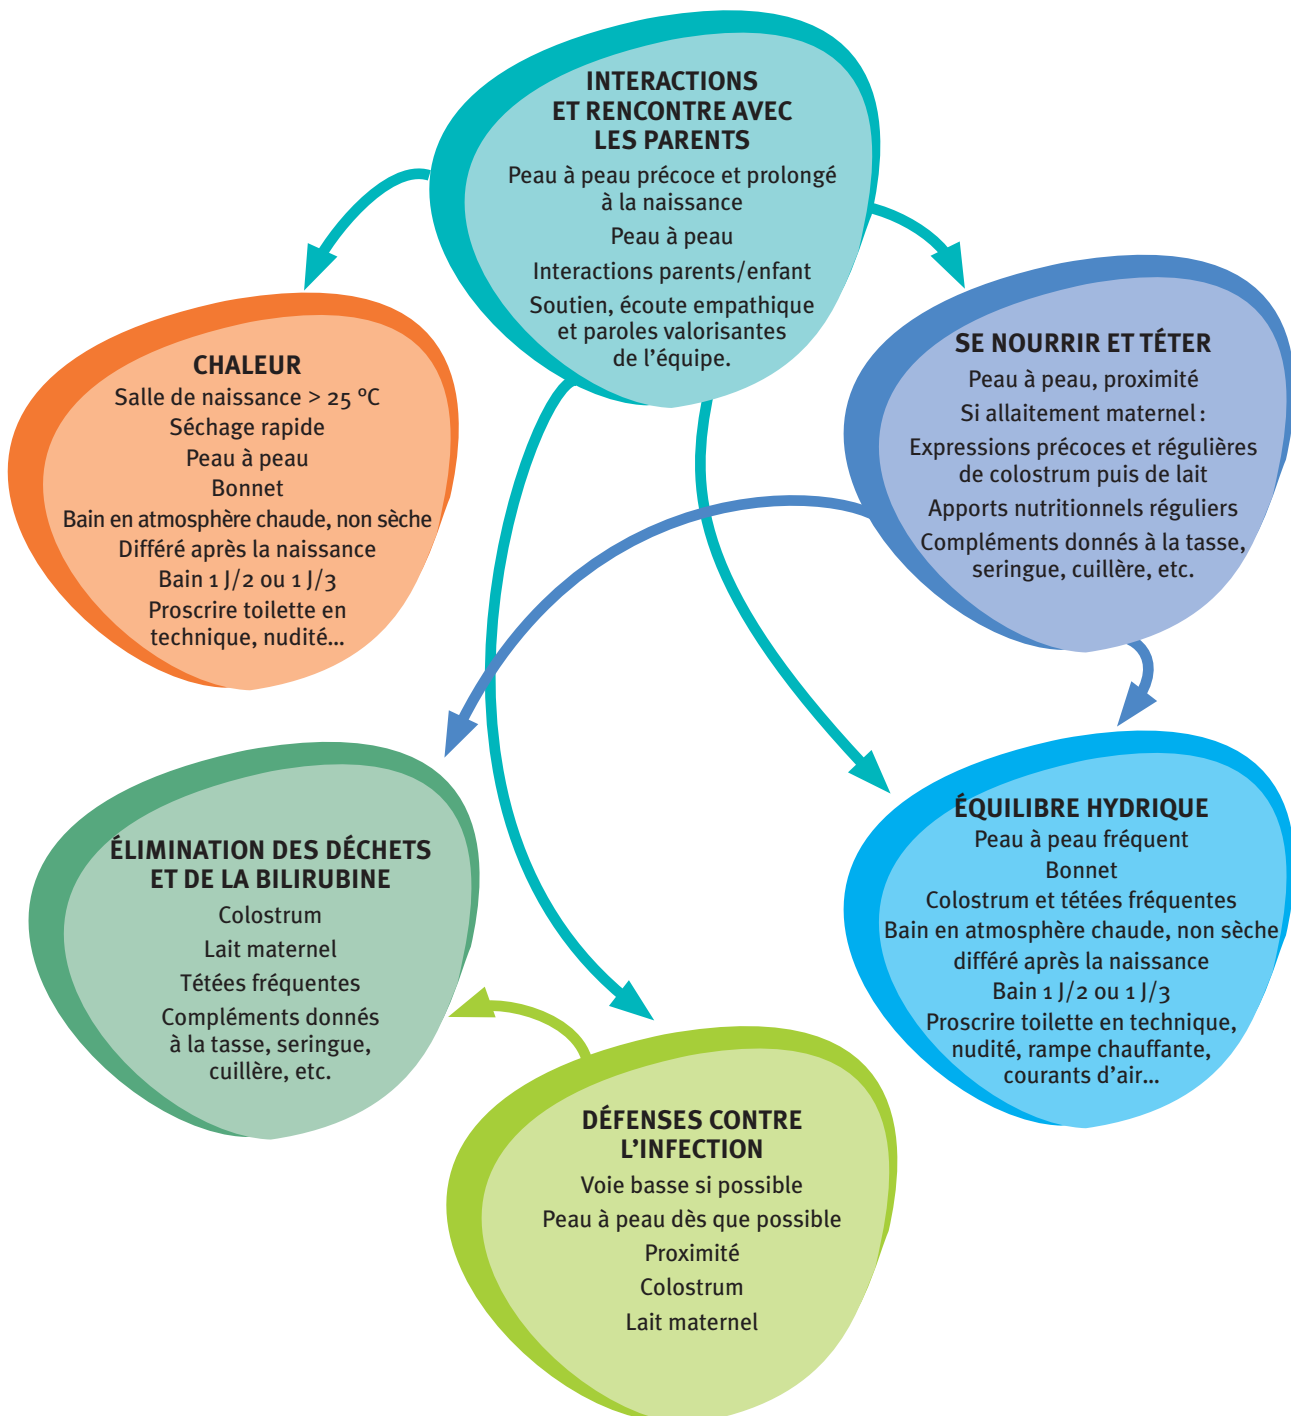 INTERACTIONS
ET RENCONTRE AVEC
LES PARENTS
Peau à peau précoce et prolongé
à la naissance
Peau à peau
Interactions parents/enfant
Soutien, écoute empathique
et paroles valorisantes
de l’équipe.
CHALEUR
Salle de naissance > 25 °C
Séchage rapide
Peau à peau
Bonnet
Bain en atmosphère chaude, non sèche
Différé après la naissance
Bain 1 J/2 ou 1 J/3
Proscrire toilette en
technique, nudité...
SE NOURRIR ET TÉTER
Peau à peau, proximité
Si allaitement maternel :
Expressions précoces et régulières
de colostrum puis de lait
Apports nutritionnels réguliers
Compléments donnés à la tasse,
seringue, cuillère, etc.
ÉLIMINATION DES DÉCHETS
ET DE LA BILIRUBINE
Colostrum
Lait maternel
Tétées fréquentes
Compléments donnés
à la tasse, seringue,
cuillère, etc.
ÉQUILIBRE HYDRIQUE
Peau à peau fréquent
Bonnet
Colostrum et tétées fréquentes
Bain en atmosphère chaude, non sèche
différé après la naissance
Bain 1 J/2 ou 1 J/3
Proscrire toilette en technique,
nudité, rampe chauffante,
courants d’air...
DÉFENSES CONTRE
L’INFECTION
Voie basse si possible
Peau à peau dès que possible
Proximité
Colostrum
Lait maternel